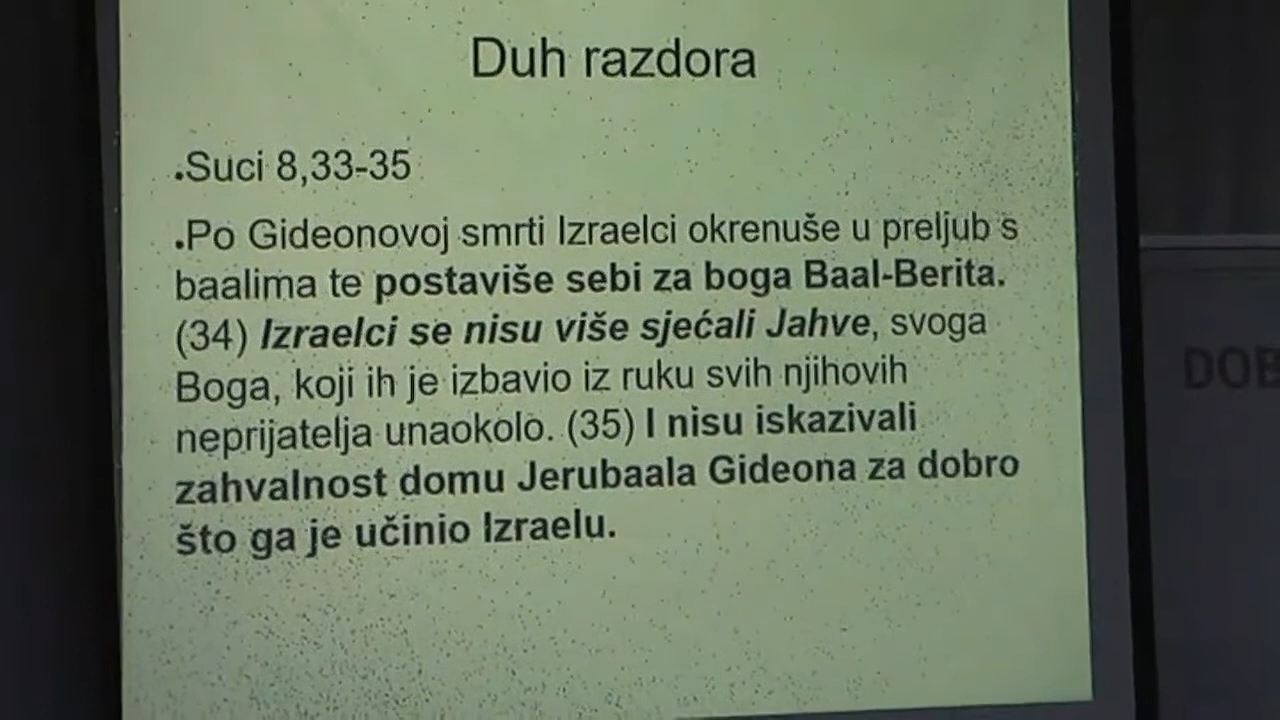 Duh razdora
.Suci 8,33-35
.Po Gideonovoj smrti Izraelci okrenuše u preljub s
baalima te postaviše sebi za boga Baal-Berita.
(34) Izraelci se nisu više sjećali Jahve, svoga
Boga, koji ih je izbavio iz ruku svih njihovih
neprijatelja unaokolo. (35) I nisu iskazivali
zahvalnost domu Jerubaala Gideona za dobro
što ga je učinio Izraelu.
DOB